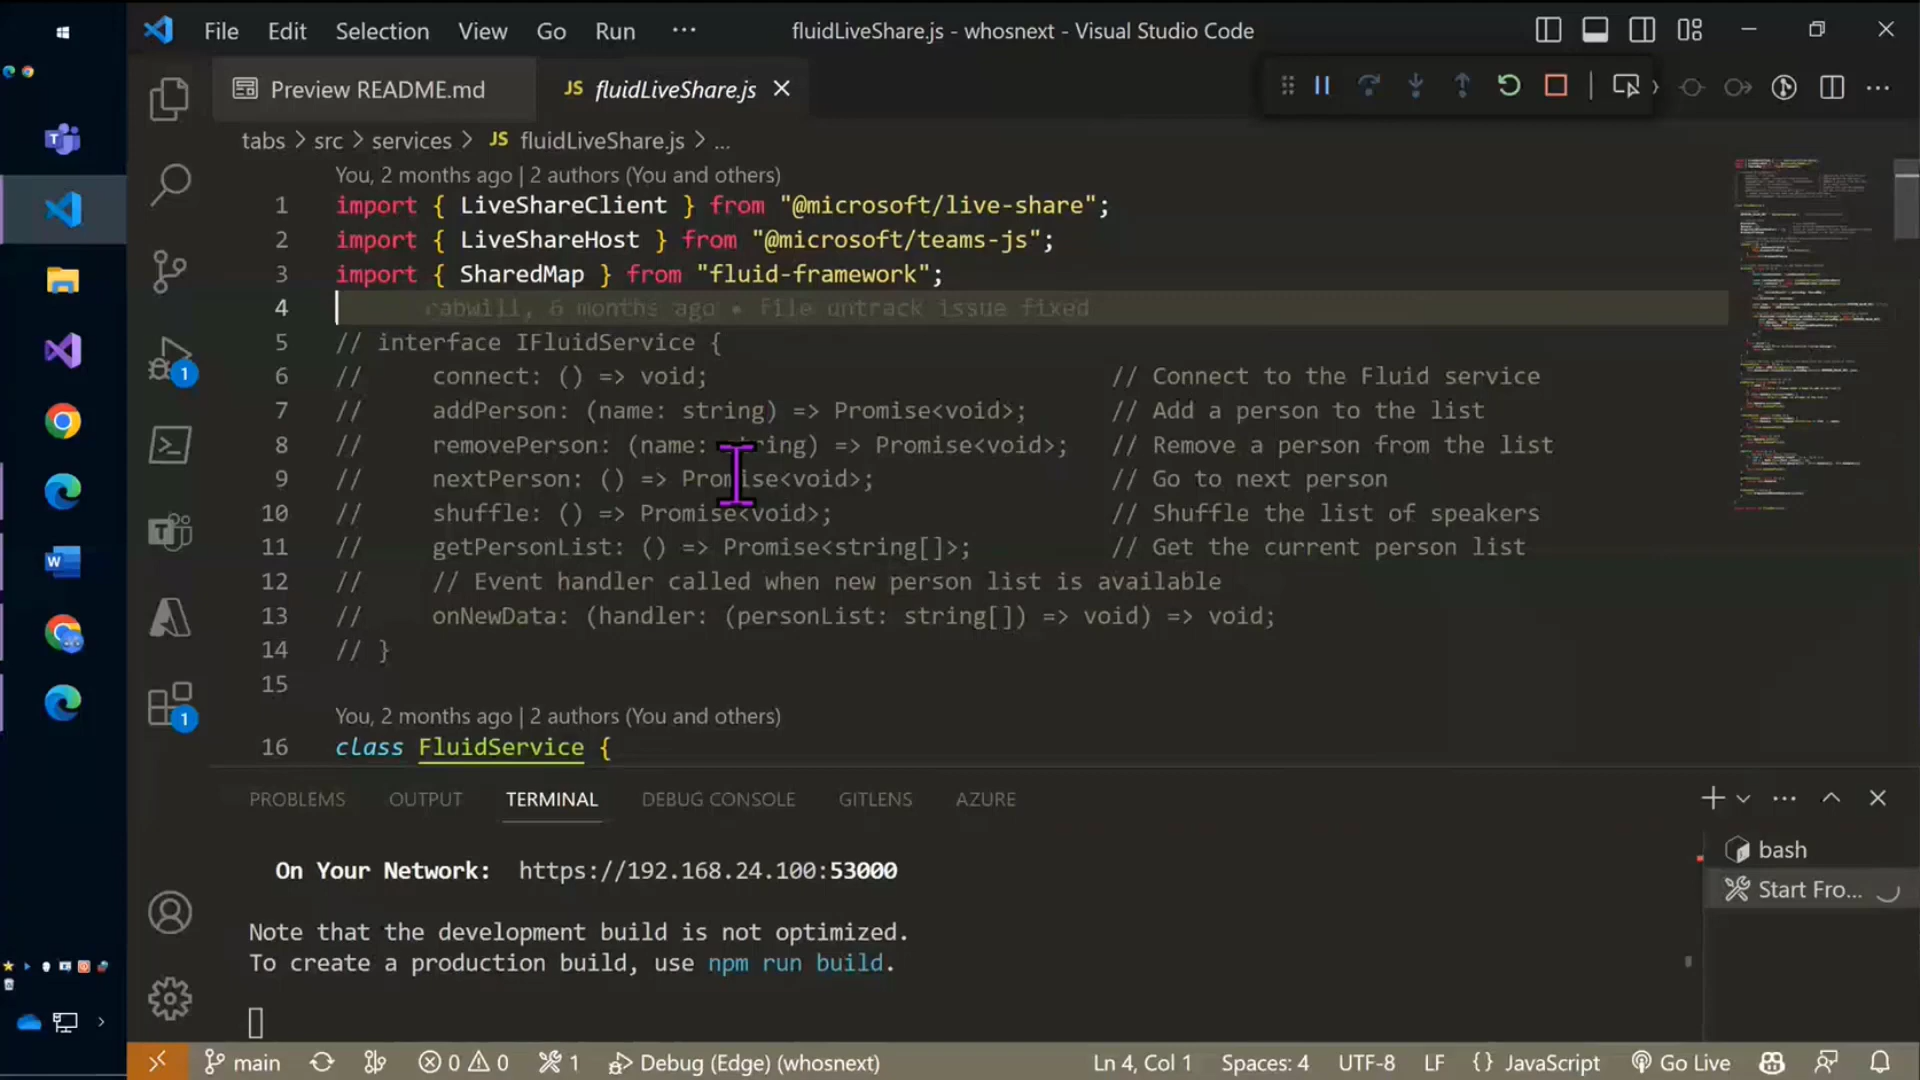 File Edit Selection View Go Run ··· fluidLiveShare.js - whosnext - Visual Studio Code
Preview README.md JS fluidLiveShare.js
tabs > src > services > JS fluidLiveShare.js > ...
You, 2 months ago | 2 authors (You and others)
1 import { LiveShareClient } from "@microsoft/live-share";
2 import { LiveShareHost } from "@microsoft/teams-js";
3 import { SharedMap } from "fluid-framework";
4 rabwill, 6 months ago • File untrack issue fixed
5 // interface IFluidService {
6 // connect: () => void; // Connect to the Fluid service
7 // addPerson: (name: string) => Promise<void>; // Add a person to the list
8 // removePerson: (name: string) => Promise<void>; // Remove a person from the list
9 // nextPerson: () => Promise<void>; // Go to next person
10 // shuffle: () => Promise<void>; // Shuffle the list of speakers
11 // getPersonList: () => Promise<string[]>; // Get the current person list
12 // // Event handler called when new person list is available
13 // onNewData: (handler: (personList: string[]) => void) => void;
14 // }
15
You, 2 months ago | 2 authors (You and others)
16 class FluidService {
PROBLEMS OUTPUT TERMINAL DEBUG CONSOLE GITLENS AZURE
On Your Network: https://192.168.24.100:53000
Note that the development build is not optimized.
To create a production build, use npm run build.
bash
Start Fro...
main 0 0 1 Debug (Edge) (whosnext) Ln 4, Col 1 Spaces: 4 UTF-8 LF {} JavaScript Go Live